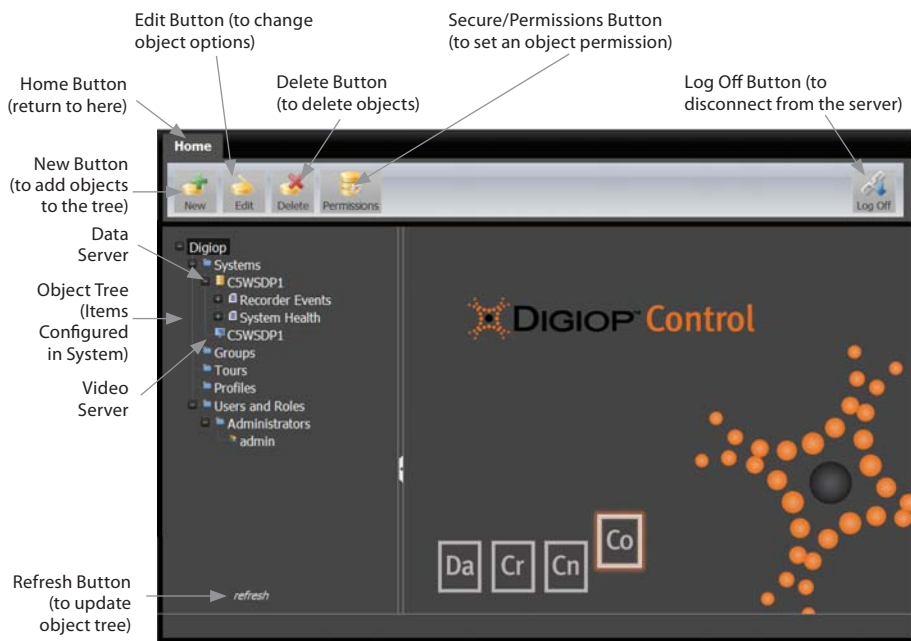 Edit Button (to change
object options)
Secure/Permissions Button
(to set an object permission)
Home Button
(return to here)
Delete Button
(to delete objects)
Log Off Button (to
disconnect from the server)
New Button
(to add objects
to the tree)
Data
Server
Object Tree
(Items
Configured
in System)
Video
Server
Refresh Button
(to update
object tree)
Home
New
Edit
Delete
Permissions
Log Off
Digiop
Systems
C5WSDP1
Recorder Events
System Health
C5WSDP1
Groups
Tours
Profiles
Users and Roles
Administrators
admin
refresh
DIGIOP™ Control
Da
Cr
Cn
Co